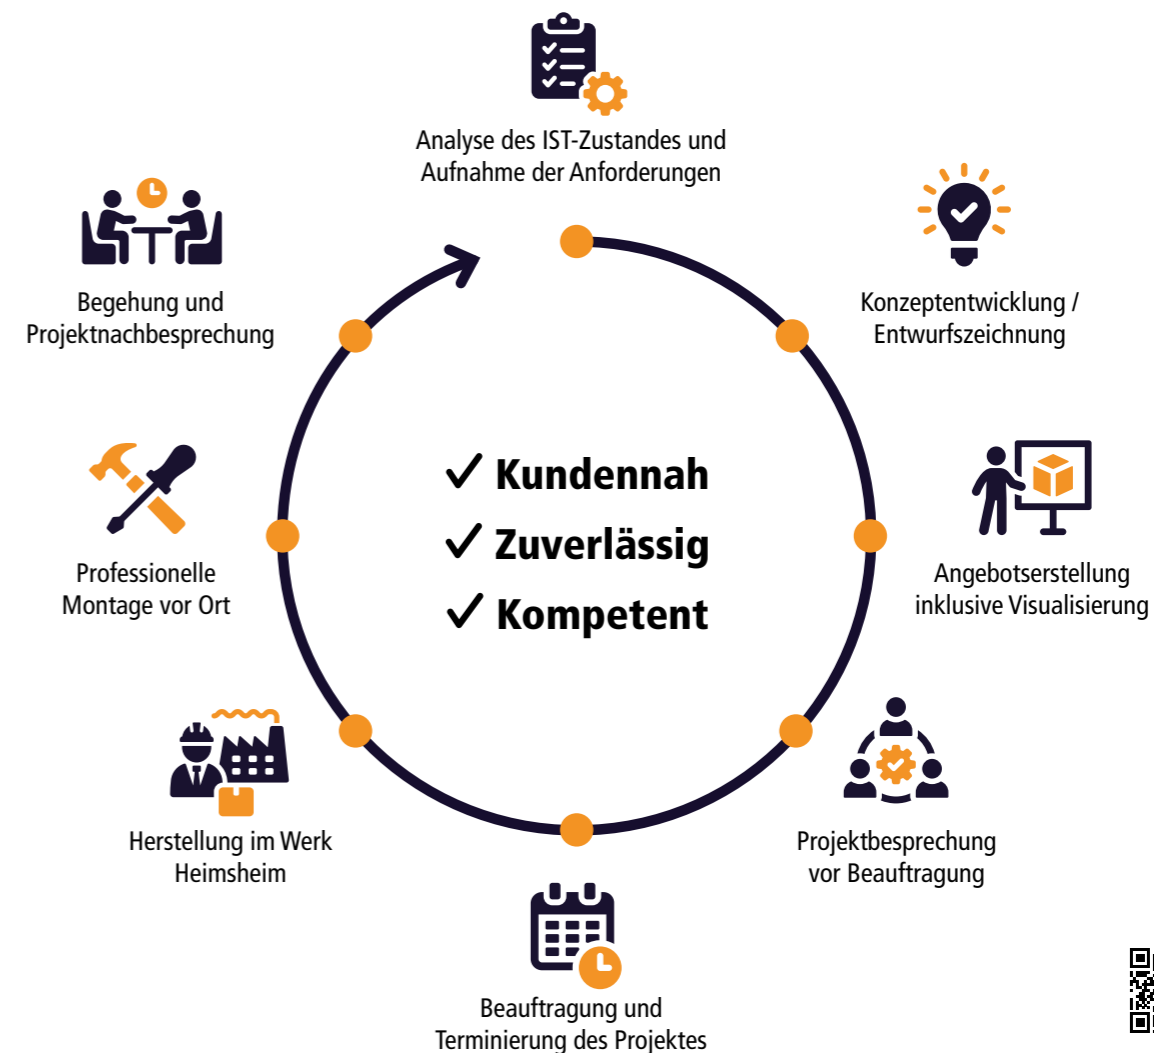 Analyse des IST-Zustandes und
Aufnahme der Anforderungen
Konzeptentwicklung /
Entwurfszeichnung
Angebotserstellung
inklusive Visualisierung
Projektbesprechung
vor Beauftragung
Beauftragung und
Terminierung des Projektes
Herstellung im Werk
Heimsheim
Professionelle
Montage vor Ort
Begehung und
Projektnachbesprechung
✓ Kundennah
✓ Zuverlässig
✓ Kompetent